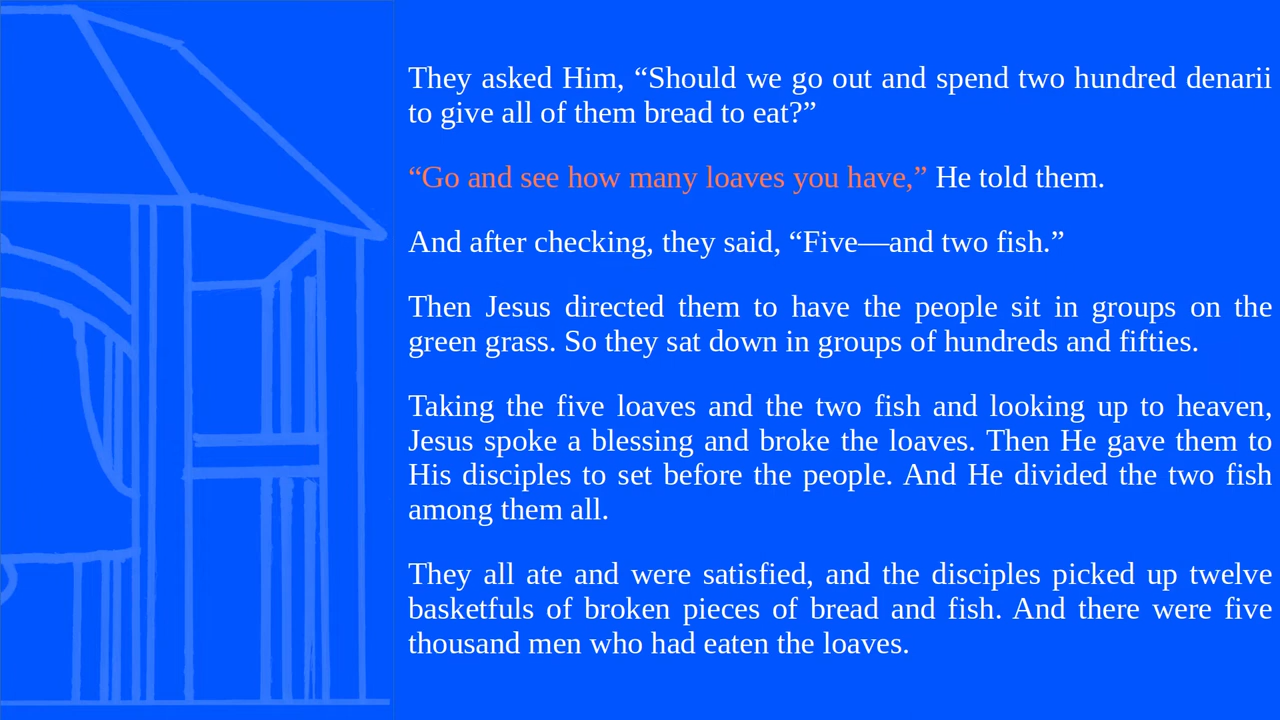 They asked Him, “Should we go out and spend two hundred denarii
to give all of them bread to eat?”
“Go and see how many loaves you have,” He told them.
And after checking, they said, “Five—and two fish.”
Then Jesus directed them to have the people sit in groups on the
green grass. So they sat down in groups of hundreds and fifties.
Taking the five loaves and the two fish and looking up to heaven,
Jesus spoke a blessing and broke the loaves. Then He gave them to
His disciples to set before the people. And He divided the two fish
among them all.
They all ate and were satisfied, and the disciples picked up twelve
basketfuls of broken pieces of bread and fish. And there were five
thousand men who had eaten the loaves.